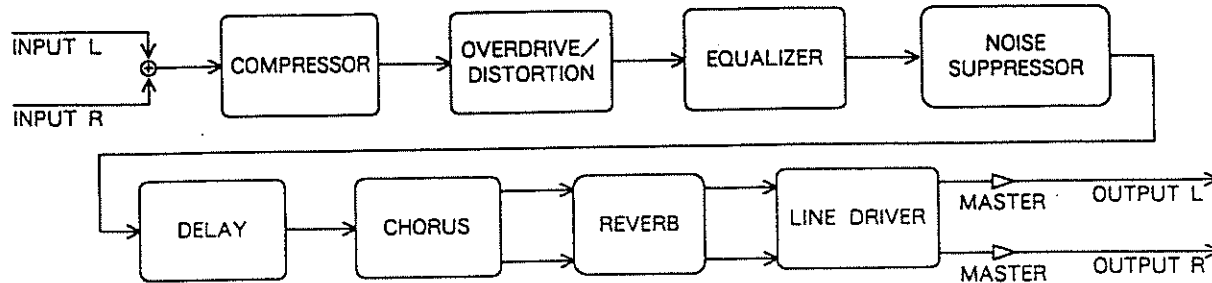 INPUT L
INPUT R
COMPRESSOR
OVERDRIVE/
DISTORTION
EQUALIZER
NOISE
SUPPRESSOR
DELAY
CHORUS
REVERB
LINE DRIVER
MASTER
OUTPUT L
MASTER
OUTPUT R